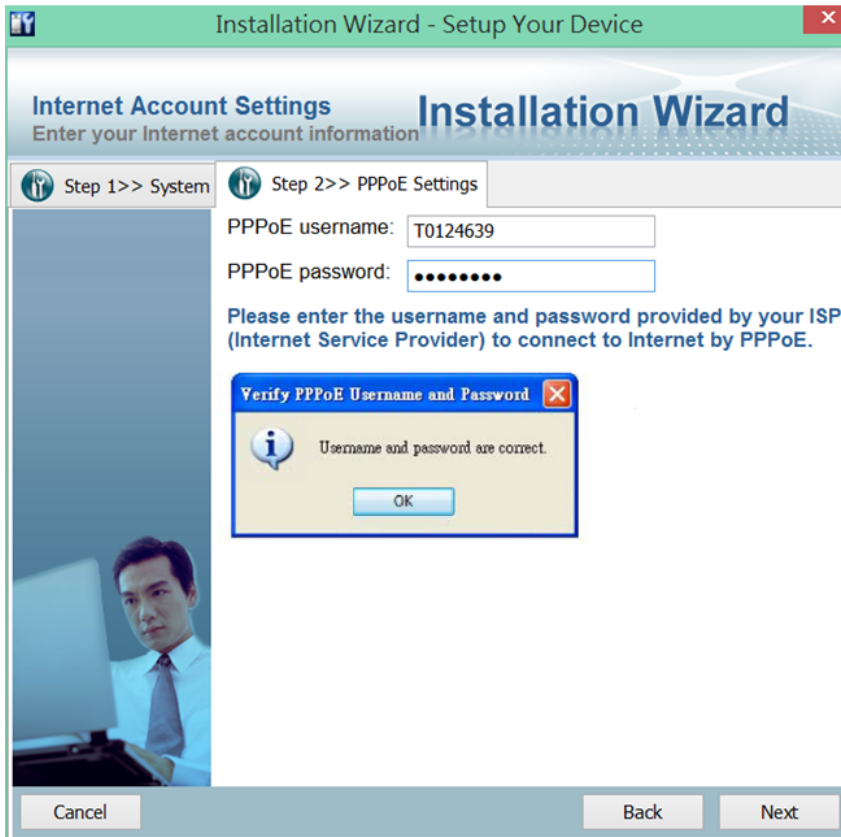 Installation Wizard - Setup Your Device
Internet Account Settings
Enter your Internet account information
Installation Wizard
Step 1>> System
Step 2>> PPPoE Settings
PPPoE username:
T0124639
PPPoE password:
••••••••
Please enter the username and password provided by your ISP
(Internet Service Provider) to connect to Internet by PPPoE.
Verify PPPoE Username and Password
Username and password are correct.
OK
Cancel
Back
Next